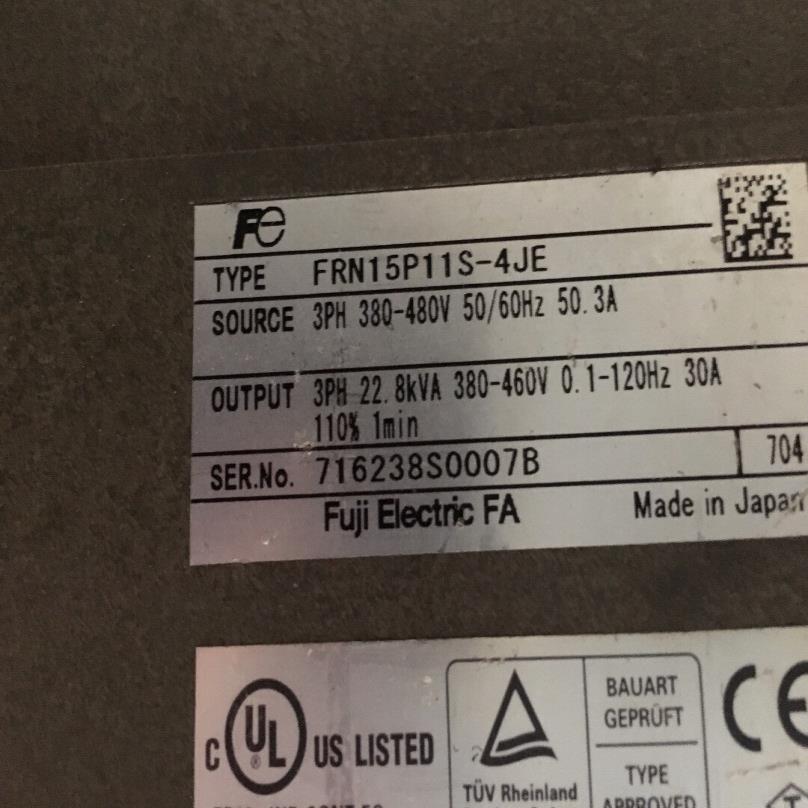 Fe
TYPE FRN15P11S-4JE
SOURCE 3PH 380-480V 50/60Hz 50.3A
OUTPUT 3PH 22.8kVA 380-460V 0.1-120Hz 30A
110% 1min
SER.No. 716238S0007B 704
Fuji Electric FA Made in Japan
C UL ® US LISTED
TÜV Rheinland
BAUART
GEPRÜFT
TYPE
APPROVED
CE